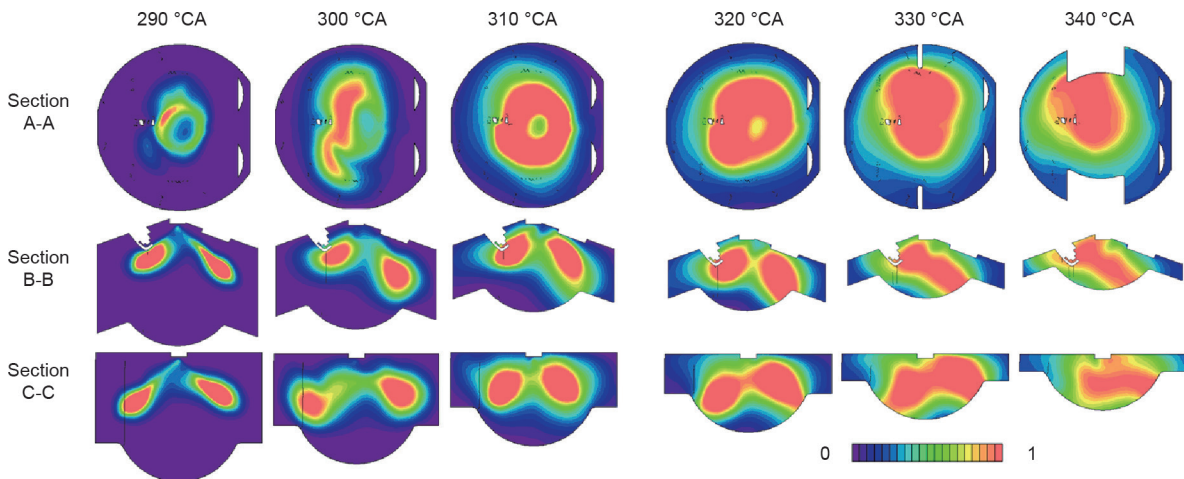 290 °CA 300 °CA 310 °CA 320 °CA 330 °CA 340 °CA
Section
A-A
Section
B-B
Section
C-C
0 1